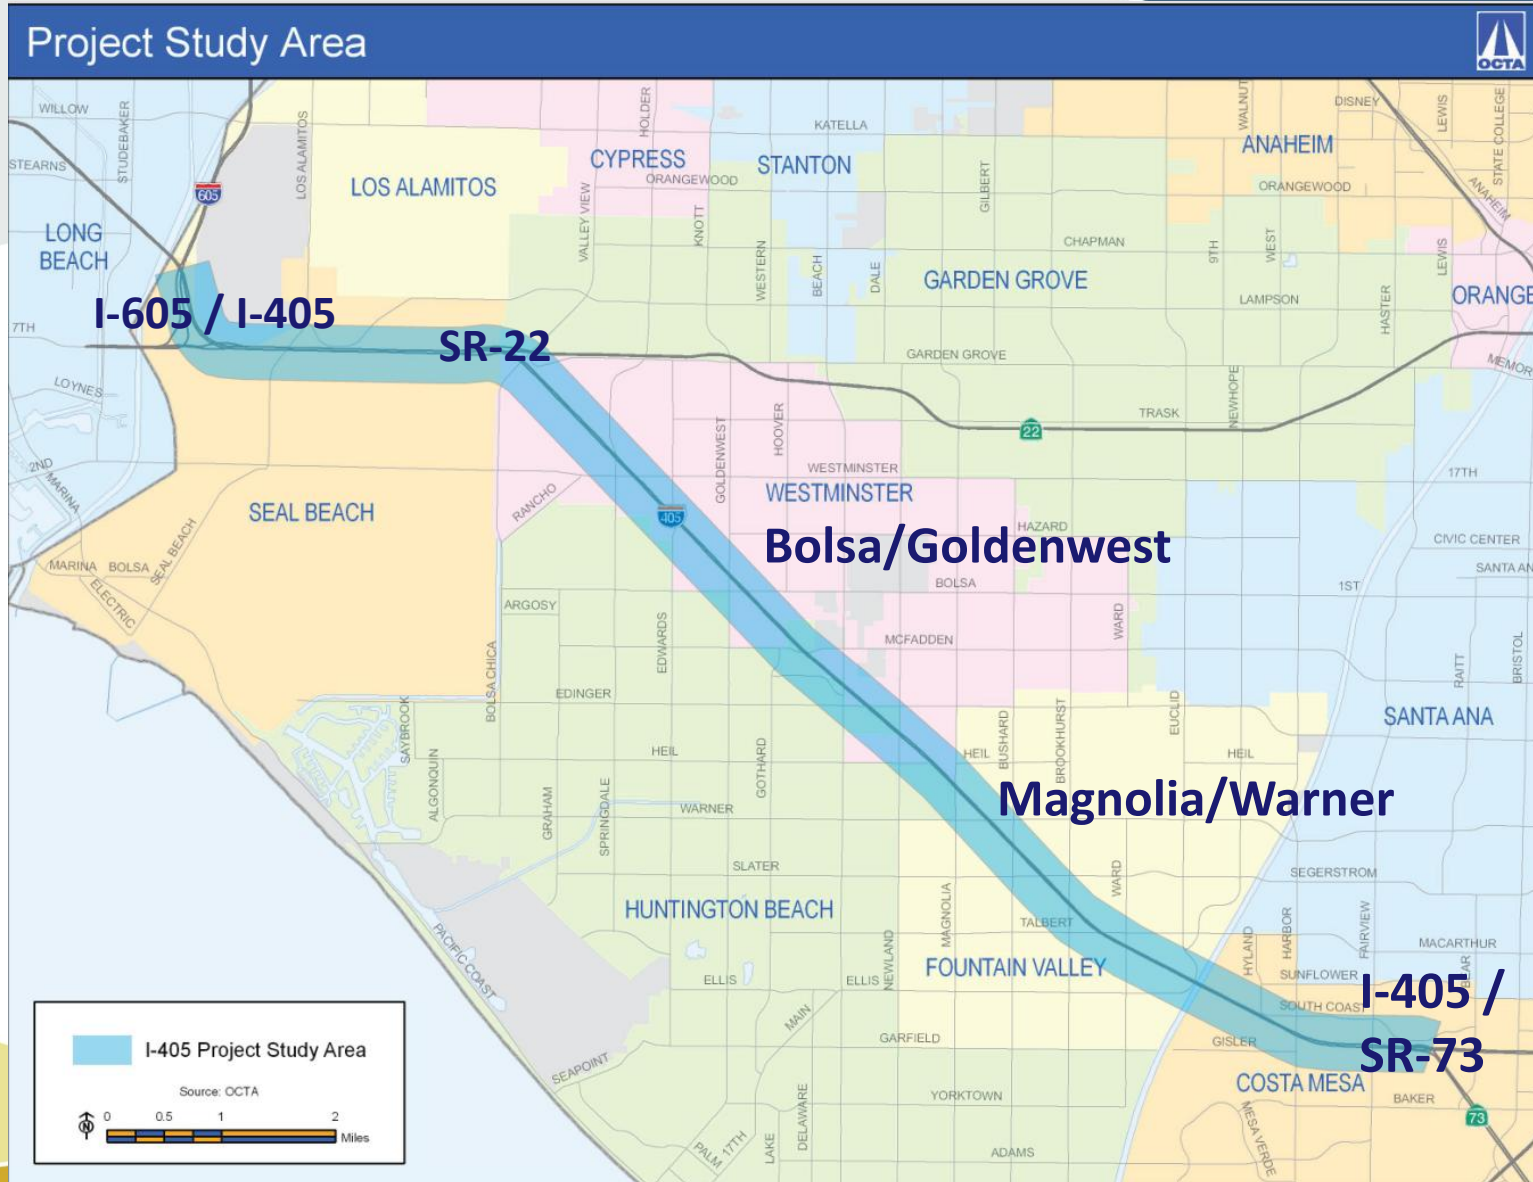 Project Study Area
OCTA
WILLOW
STUDEBAKER
STEARNS
LOS ALAMITOS
605
LOS ALAMITOS
HOLDER
CYPRESS
ORANGEWOOD
KATELLA
STANTON
GILBERT
WALNUT
DISNEY
LEWIS
STATE COLLEGE
ANAHEIM
ORANGEWOOD
ANAHEIM
LONG
BEACH
VALLEY VIEW
KNOTT
WESTERN
BEACH
DALE
CHAPMAN
9TH
WEST
LEWIS
GARDEN GROVE
LAMPSON
HASTER
ORANGE
I-605 / I-405
7TH
SR-22
GARDEN GROVE
LOYNES
NEWHOPE
TRASK
22
GOLDENWEST
HOOVER
2ND
MARINA
WESTMINSTER
WESTMINSTER
17TH
RANCHO
SEAL BEACH
405
HAZARD
Bolsa/Goldenwest
CIVIC CENTER
SANTA AN
MARINA
BOLSA
SEAL BEACH
ELECTRIC
BOLSA
1ST
ARGOSY
WARD
EDWARDS
MCFADDEN
RAITT
BRISTOL
BOLSA CHICA
EDINGER
SAYBROOK
EUCLID
SANTA ANA
BUSHARD
BROOKHURST
HEIL
GOTHARD
HEIL
HEIL
ALGONQUIN
Magnolia/Warner
GRAHAM
SPRINGDALE
WARNER
SLATER
WARD
SEGERSTROM
HUNTINGTON BEACH
MAGNOLIA
TALBERT
HARBOR
FAIRVIEW
HYLAND
MACARTHUR
BEAR
PACIFIC COAST
NEWLAND
FOUNTAIN VALLEY
SUNFLOWER
ELLIS
ELLIS
I-405 /
SR-73
SOUTH COAST
MAIN
GARFIELD
GISLER
I-405 Project Study Area
SEAPOINT
COSTA MESA
BAKER
YORKTOWN
73
Source: OCTA
N
0 0.5 1 2
Miles
DELAWARE
LAKE
PALM
17TH
ADAMS
MESA VERDE